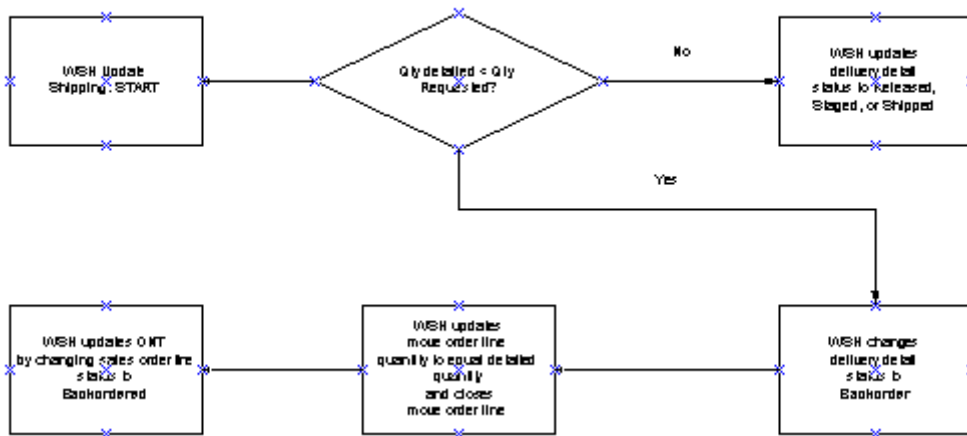 WSH Update
Shipping: START
Qty detailed < Qty
Requested?
No
WSH updates
delivery detail
status to Released,
Staged, or Shipped
Yes
WSH updates ONT
by changing sales order line
status to
Backordered
WSH updates
move order line
quantity to equal detailed
quantity
and closes
move order line
WSH changes
delivery detail
status to
Backorder